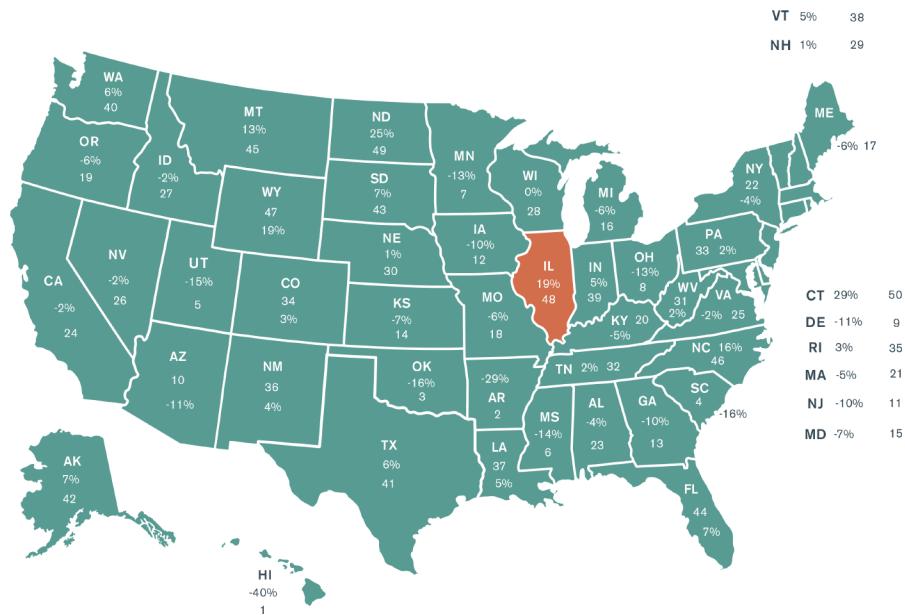 VT 5% 38
NH 1% 29
WA
6%
40
MT
13%
45
ND
25%
49
ME
-6% 17
OR
-6%
19
ID
-2%
27
MN
-13%
7
WI
0%
28
MI
-6%
16
NY
22
-4%
WY
47
19%
SD
7%
43
IA
-10%
12
PA
33 2%
NV
-2%
26
UT
-15%
5
NE
1%
30
IL
19%
48
IN
5%
39
OH
-13%
8
CA
-2%
24
CO
34
3%
KS
-7%
14
MO
-6%
18
WV
31
2%
VA
-2% 25
KY 20
-5%
CT 29% 50
DE -11% 9
RI 3% 35
MA -5% 21
NJ -10% 11
MD -7% 15
AZ
10
-11%
NM
36
4%
OK
-16%
3
-29%
AR
2
TN 2% 32
NC 16%
46
SC
4
-16%
MS
-14%
6
AL
-4%
23
GA
-10%
13
TX
6%
41
LA
37
5%
FL
44
7%
AK
7%
42
HI
-40%
1